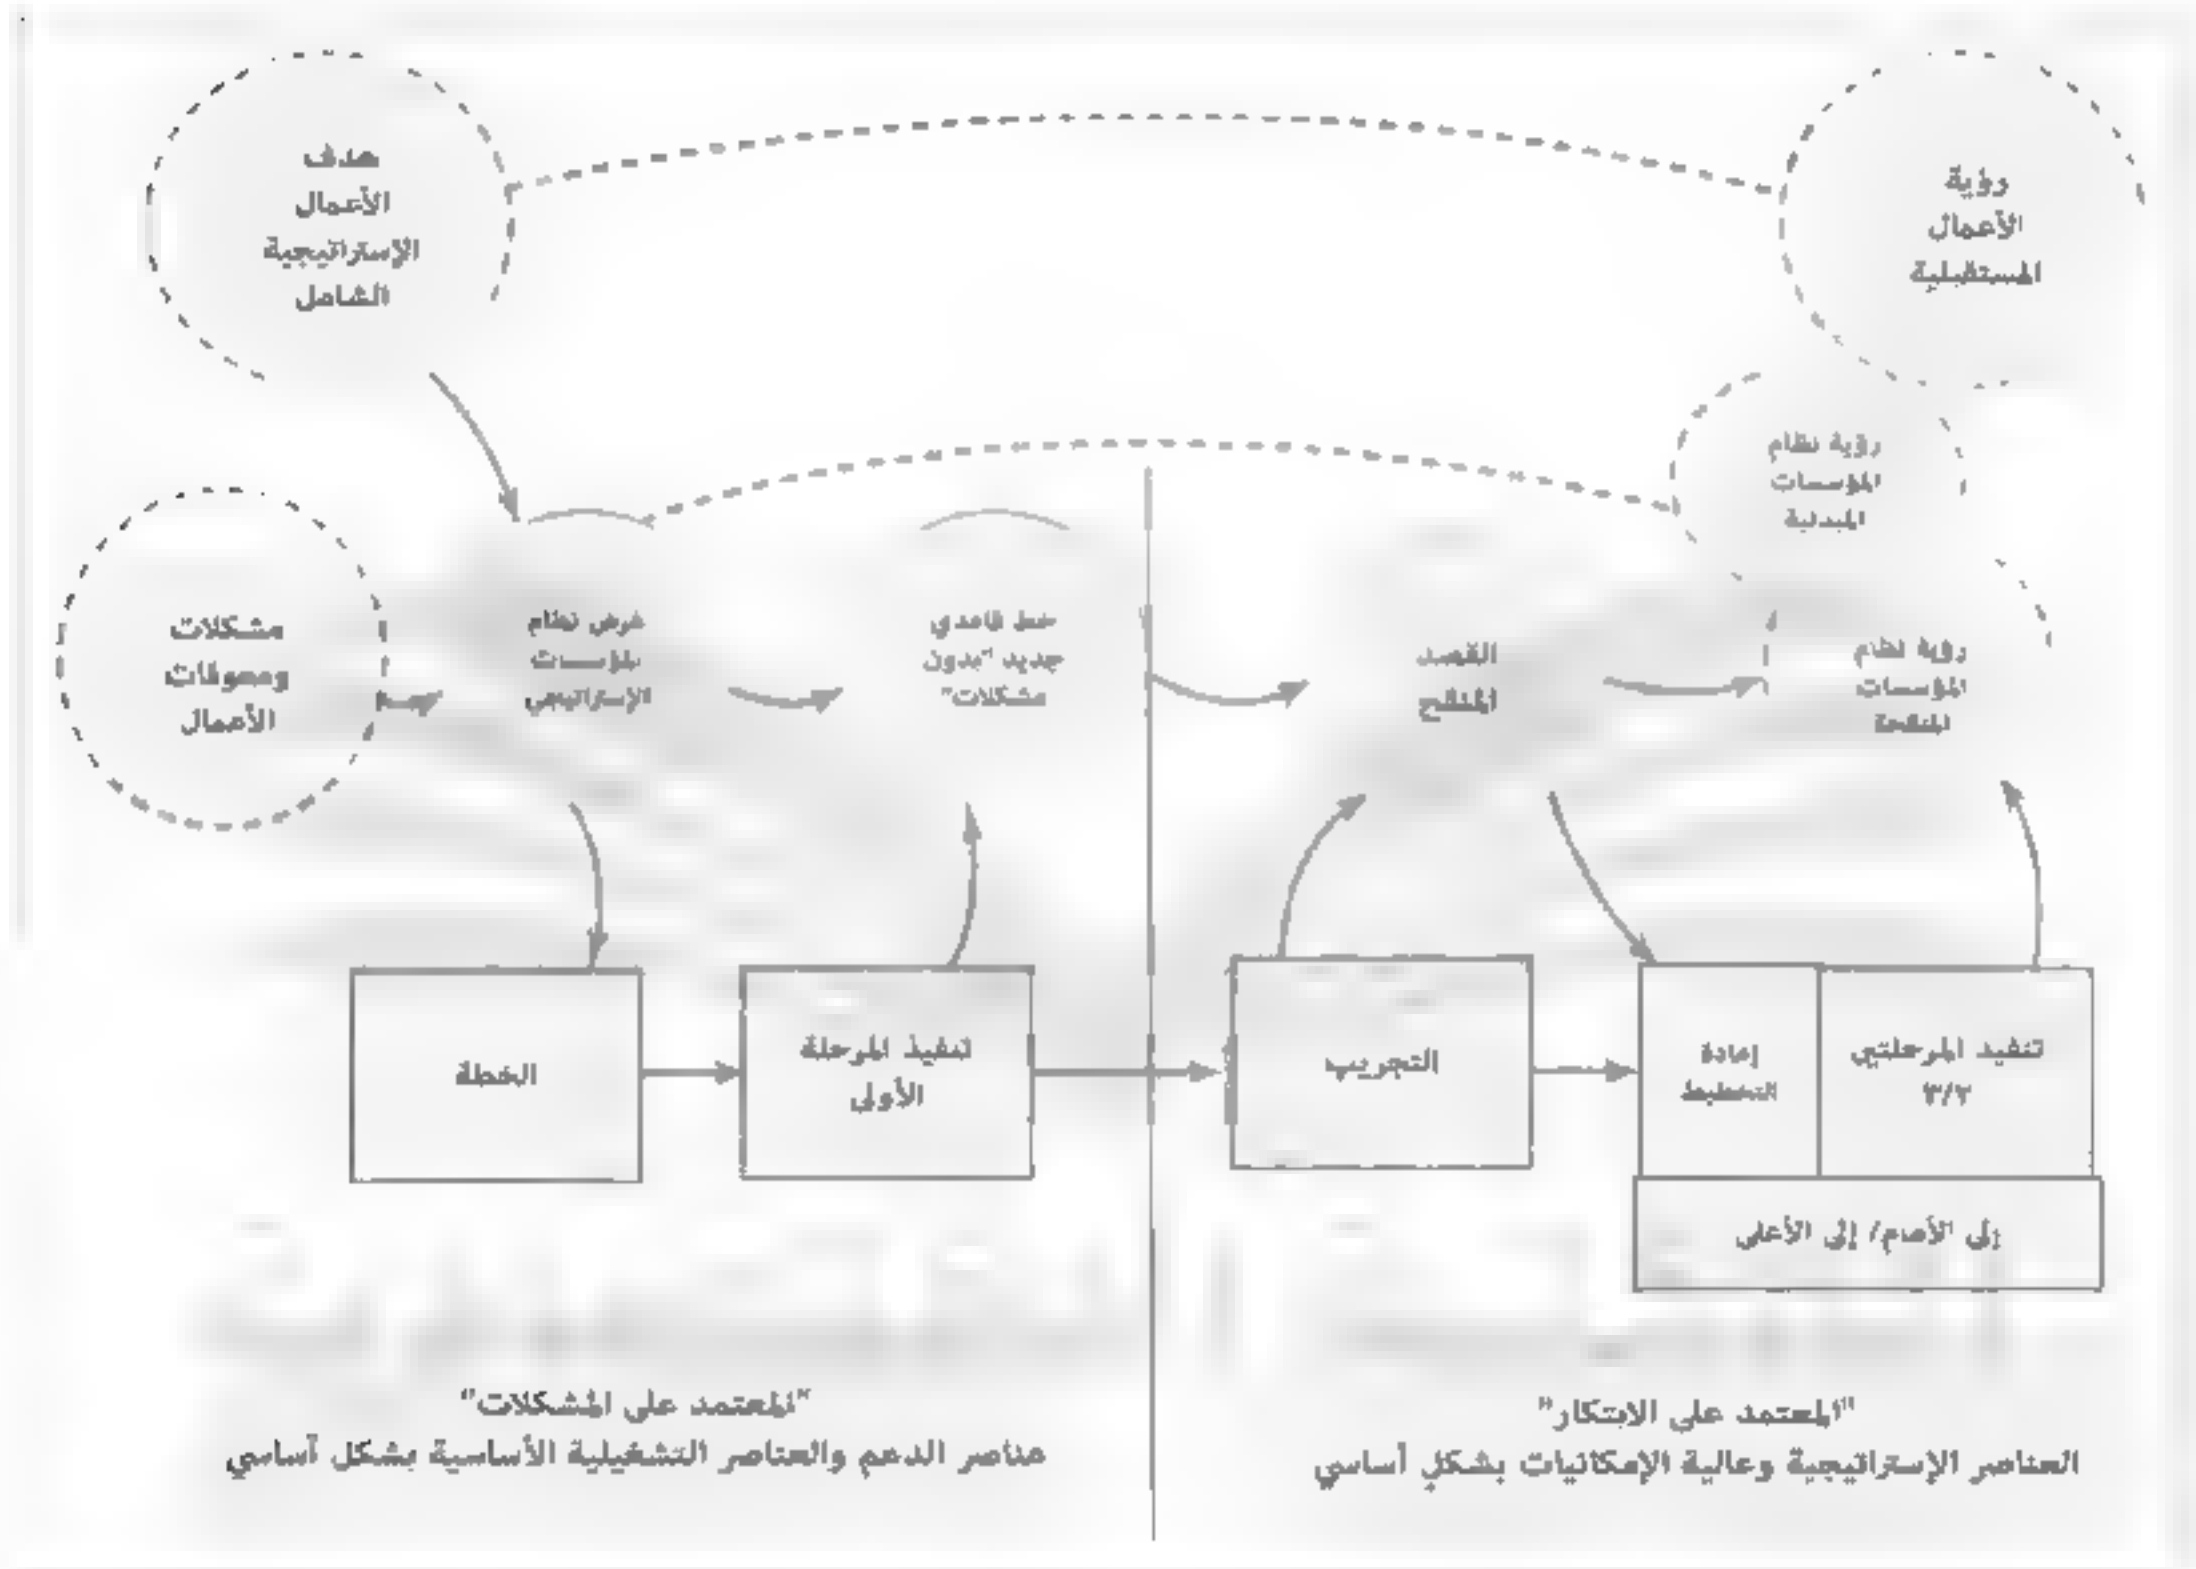 هدف
الأعمال
الإستراتيجية
الشامل
رؤية
الأعمال
المستقبلية
رؤية نظام
المؤسسات
المبدئية
مشكلات
ومعوقات
الأعمال
غرض نظام
المؤسسات
الإستراتيجي
خط قاعدي
جديد "بدون
مشكلات"
القصد
المنقح
رؤية نظام
المؤسسات
المنقحة
الخطة
تنفيذ المرحلة
الأولى
التجريب
إعادة
التخطيط
تنفيذ المرحلتي
٣/٢
إلى الأمام/ إلى الأعلى
"المعتمد على المشكلات"
عناصر الدعم والعناصر التشغيلية الأساسية بشكل أساسي
"المعتمد على الابتكار"
العناصر الإستراتيجية وعالية الإمكانيات بشكلٍ أساسي